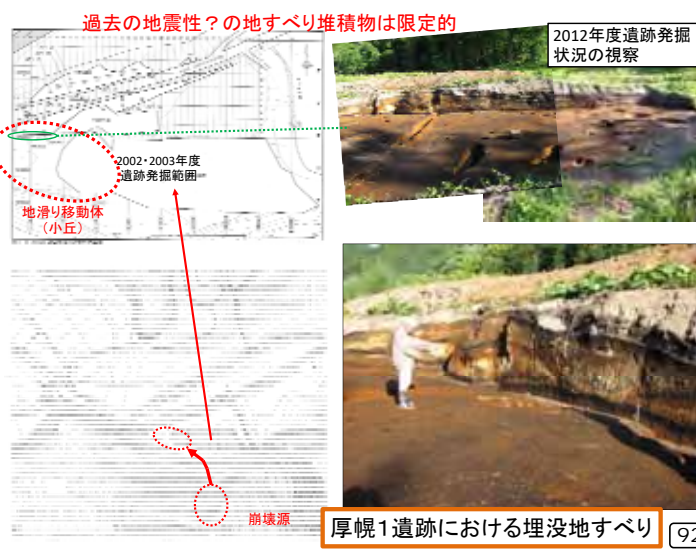 過去の地震性？の地すべり堆積物は限定的
2012年度遺跡発掘
状況の視察
2002・2003年度
遺跡発掘範囲
地滑り移動体
（小丘）
崩壊源
厚幌１遺跡における埋没地すべり
92